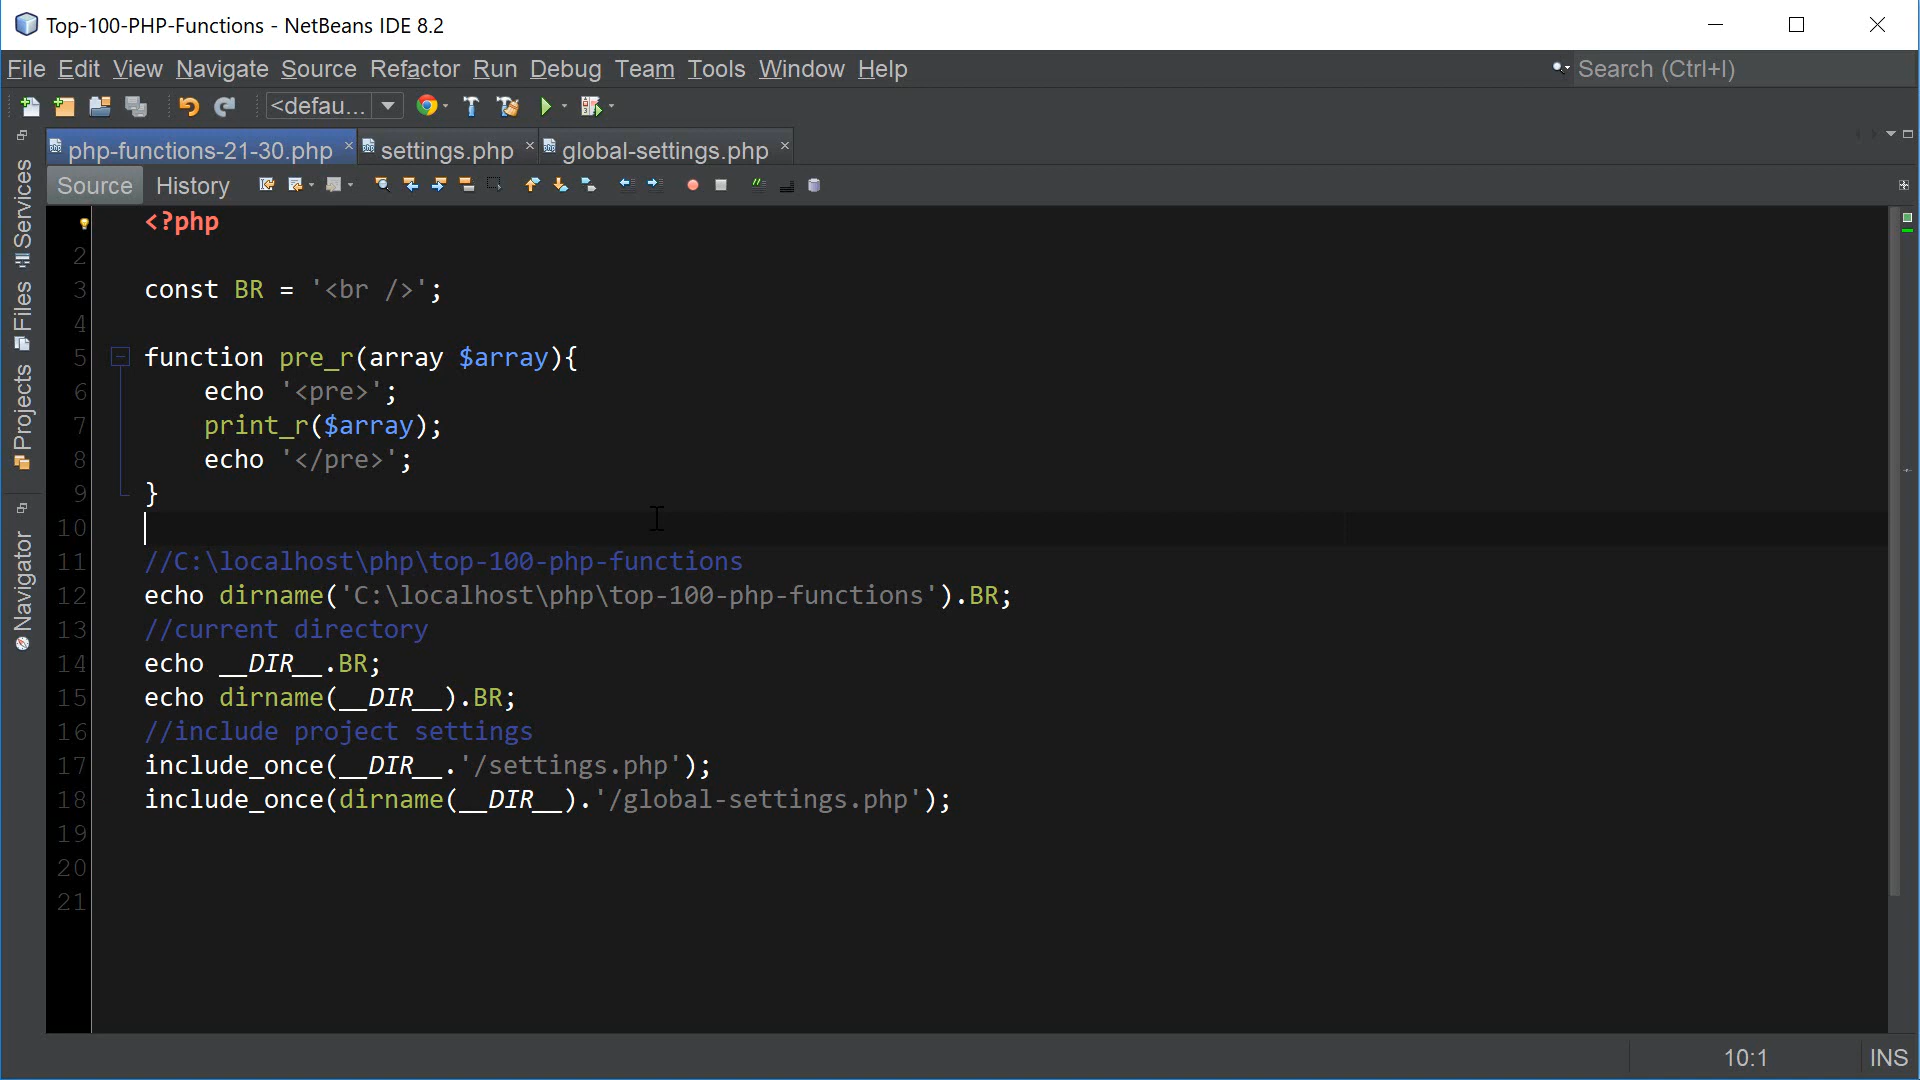 Top-100-PHP-Functions - NetBeans IDE 8.2
File Edit View Navigate Source Refactor Run Debug Team Tools Window Help
Search (Ctrl+I)
<defau...
php-functions-21-30.php settings.php global-settings.php
Source History
Services
Files
Projects
Navigator
<?php
2
3 const BR = '<br />';
4
5 function pre_r(array $array){
6 echo '<pre>';
7 print_r($array);
8 echo '</pre>';
9 }
10
11 //C:\localhost\php\top-100-php-functions
12 echo dirname('C:\localhost\php\top-100-php-functions').BR;
13 //current directory
14 echo __DIR__.BR;
15 echo dirname(__DIR__).BR;
16 //include project settings
17 include_once(__DIR__.'/settings.php');
18 include_once(dirname(__DIR__).'/global-settings.php');
19
20
21
10:1 INS